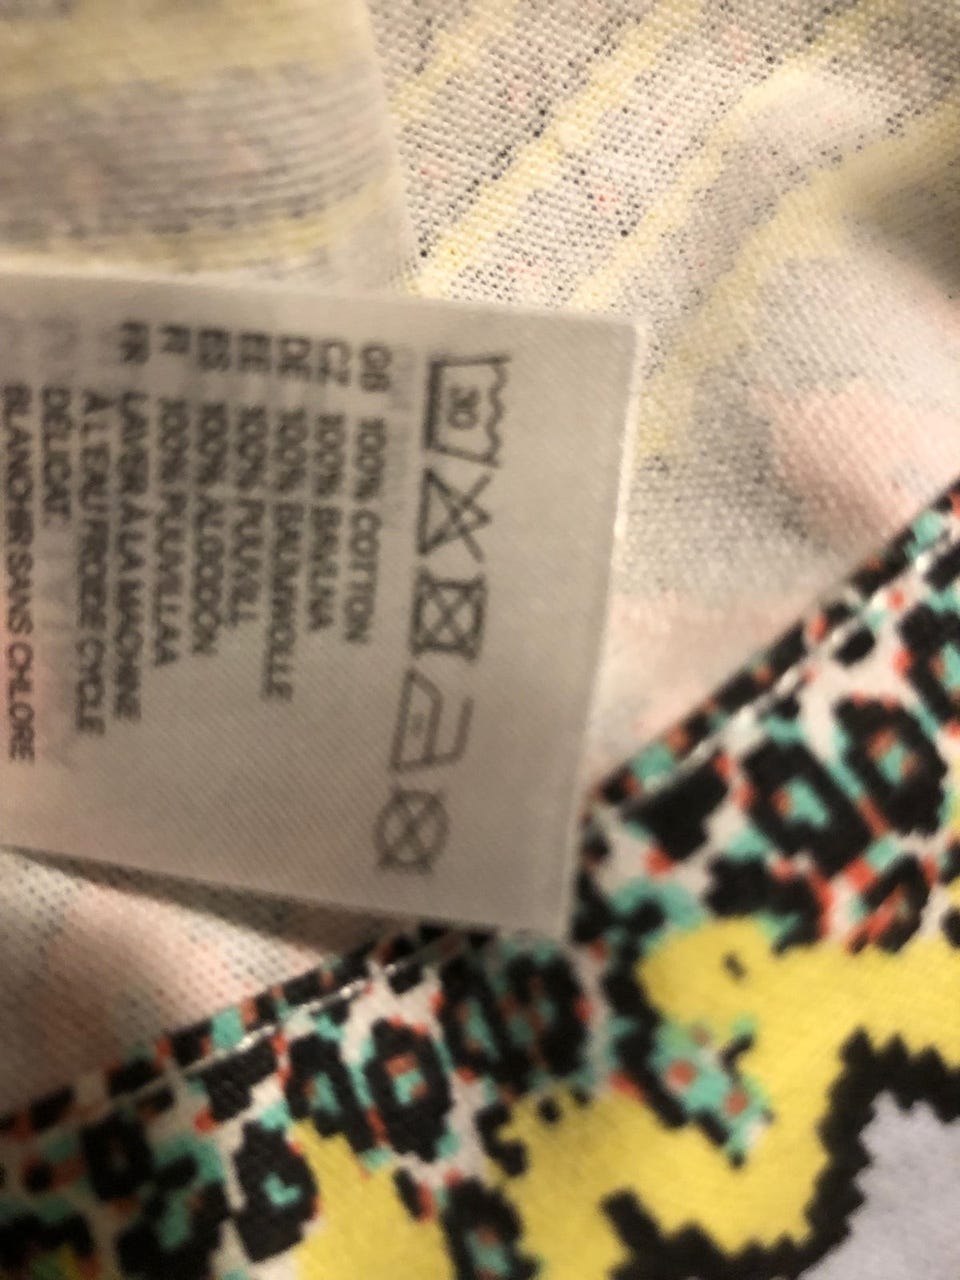 30
GB 100% COTTON
CZ 100% BAVLNA
DE 100% BAUMWOLLE
EE 100% PUUVILL
ES 100% ALGODÓN
FI 100% PUUVILLAA
FR LAVER À LA MACHINE
À L'EAU FROIDE CYCLE
DÉLICAT.
BLANCHIR SANS CHLORE